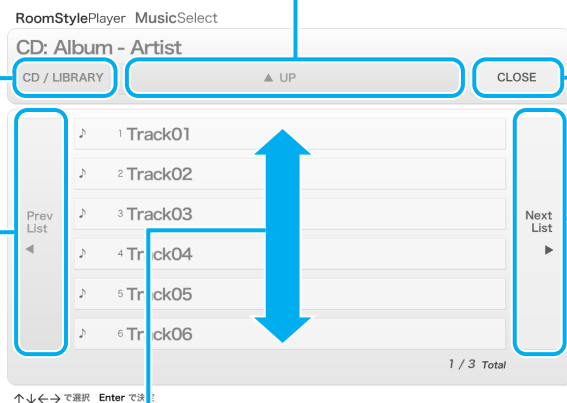 RoomStylePlayer MusicSelect
CD: Album - Artist
CD / LIBRARY
▲ UP
CLOSE
Prev
List
◀
♪ 1 Track01
♪ 2 Track02
♪ 3 Track03
♪ 4 Track04
♪ 5 Track05
♪ 6 Track06
Next
List
▶
1 / 3 Total
↑↓←→で選択 Enter で決定